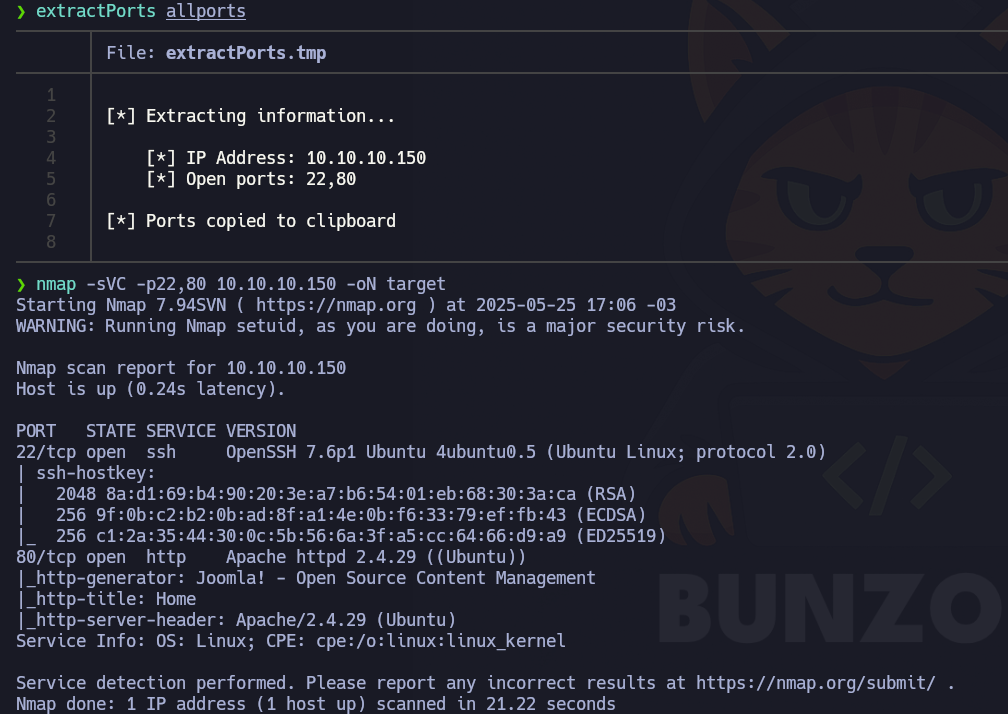 ❯ extractPorts allports
File: extractPorts.tmp
1
2 [*] Extracting information...
3
4 [*] IP Address: 10.10.10.150
5 [*] Open ports: 22,80
6
7 [*] Ports copied to clipboard
8
❯ nmap -sVC -p22,80 10.10.10.150 -oN target
Starting Nmap 7.94SVN ( https://nmap.org ) at 2025-05-25 17:06 -03
WARNING: Running Nmap setuid, as you are doing, is a major security risk.
Nmap scan report for 10.10.10.150
Host is up (0.24s latency).
PORT   STATE SERVICE VERSION
22/tcp open  ssh     OpenSSH 7.6p1 Ubuntu 4ubuntu0.5 (Ubuntu Linux; protocol 2.0)
| ssh-hostkey:
|   2048 8a:d1:69:b4:90:20:3e:a7:b6:54:01:eb:68:30:3a:ca (RSA)
|   256 9f:0b:c2:b2:0b:ad:8f:a1:4e:0b:f6:33:79:ef:fb:43 (ECDSA)
|_  256 c1:2a:35:44:30:0c:5b:56:6a:3f:a5:cc:64:66:d9:a9 (ED25519)
80/tcp open  http    Apache httpd 2.4.29 ((Ubuntu))
|_http-generator: Joomla! - Open Source Content Management
|_http-title: Home
|_http-server-header: Apache/2.4.29 (Ubuntu)
Service Info: OS: Linux; CPE: cpe:/o:linux:linux_kernel
Service detection performed. Please report any incorrect results at https://nmap.org/submit/ .
Nmap done: 1 IP address (1 host up) scanned in 21.22 seconds
</>
BUNZO